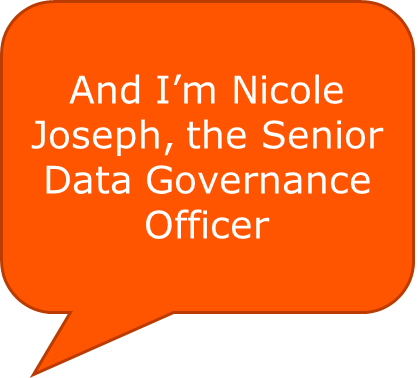 And I’m Nicole
Joseph, the Senior
Data Governance
Officer